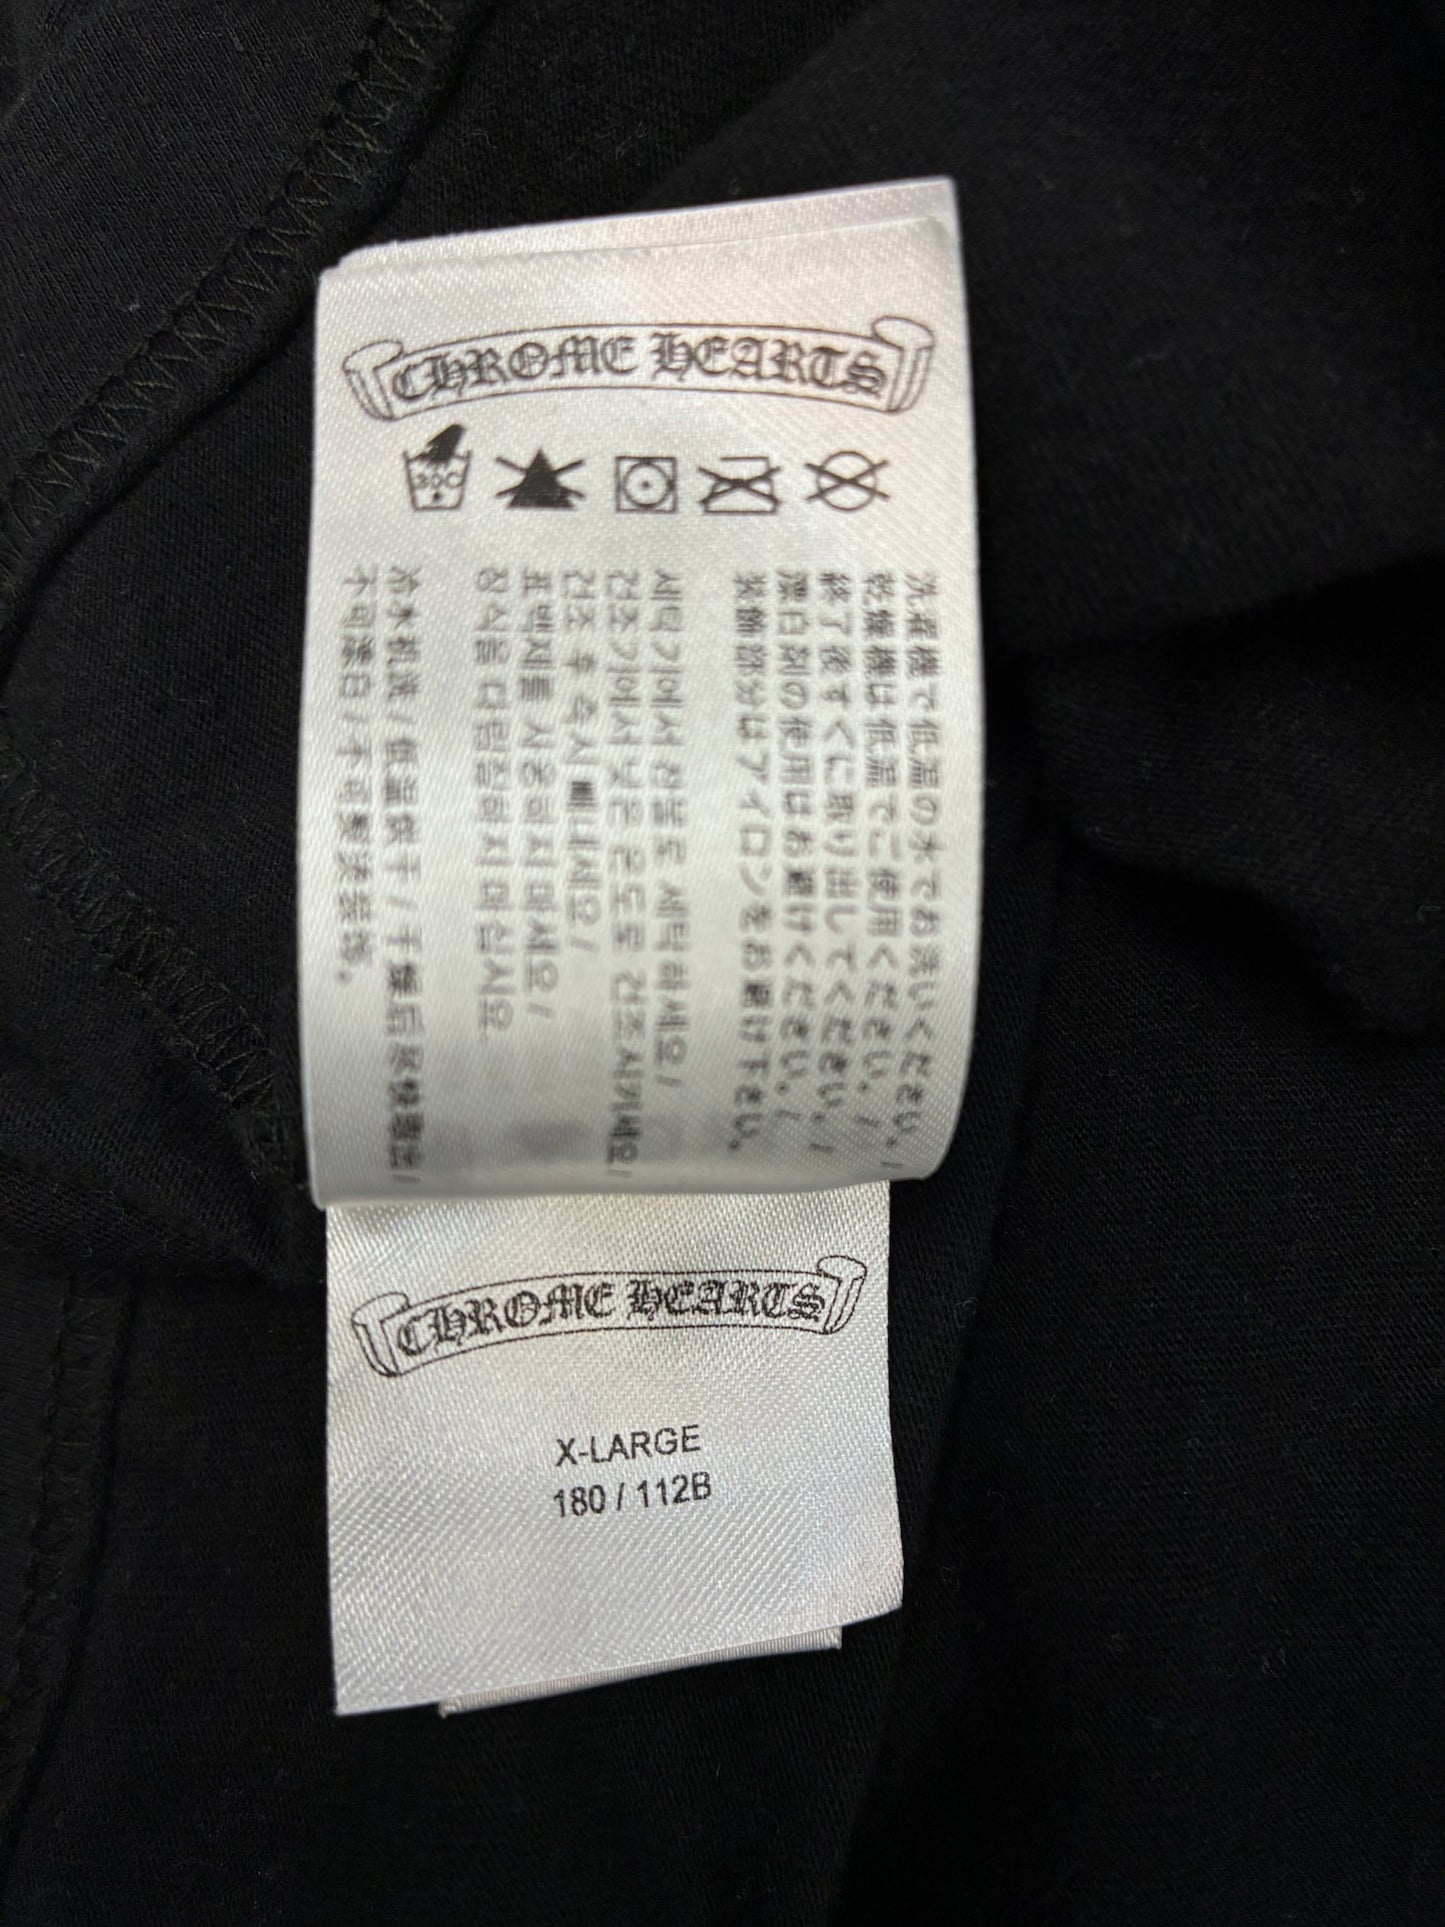 CHROME HEARTS
30C
洗濯機で低温の水でお洗いください。/
乾燥機は低温でご使用ください。/
終了後すぐに取り出してください。/
漂白剤の使用はお避けください。/
装飾部分はアイロンをお避け下さい。
세탁기에서 찬물로 세탁하세요/
건조기에서 낮은 온도로 건조시키세요/
건조 후 즉시 빼내세요/
표백제를 사용하지 마세요/
장식을 다림질하지 마십시오
冷水机洗/低温烘干/干燥后尽快理法/
不可漂白/不可熨烫装饰。
CHROME HEARTS
X-LARGE
180 / 112B